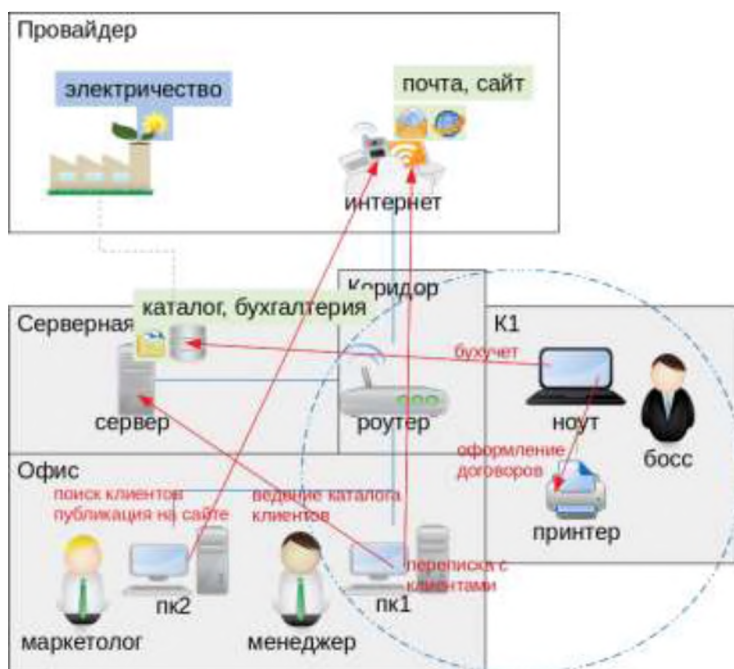 Провайдер
электричество
почта, сайт
интернет
Коридор
каталог, бухгалтерия
Серверная
К1
бухучет
сервер
роутер
ноут
босс
оформление
договоров
принтер
Офис
поиск клиентов
публикация на сайте
ведение каталога
клиентов
переписка с
клиентами
пк2
пк1
маркетолог
менеджер